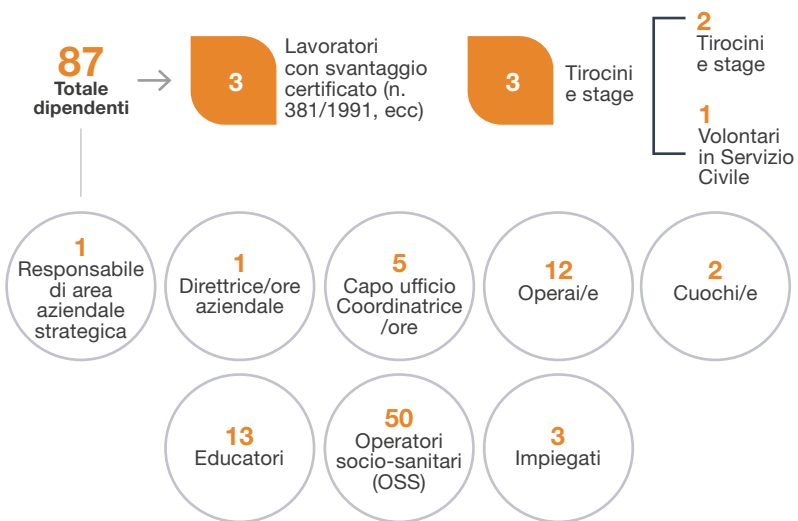 87
Totale
dipendenti
3
Lavoratori
con svantaggio
certificato (n.
381/1991, ecc)
3
Tirocini
e stage
2
Tirocini
e stage
1
Volontari
in Servizio
Civile
1
Responsabile
di area
aziendale
strategica
1
Direttrice/ore
aziendale
5
Capo ufficio
Coordinatrice
/ore
12
Operai/e
2
Cuochi/e
13
Educatori
50
Operatori
socio-sanitari
(OSS)
3
Impiegati